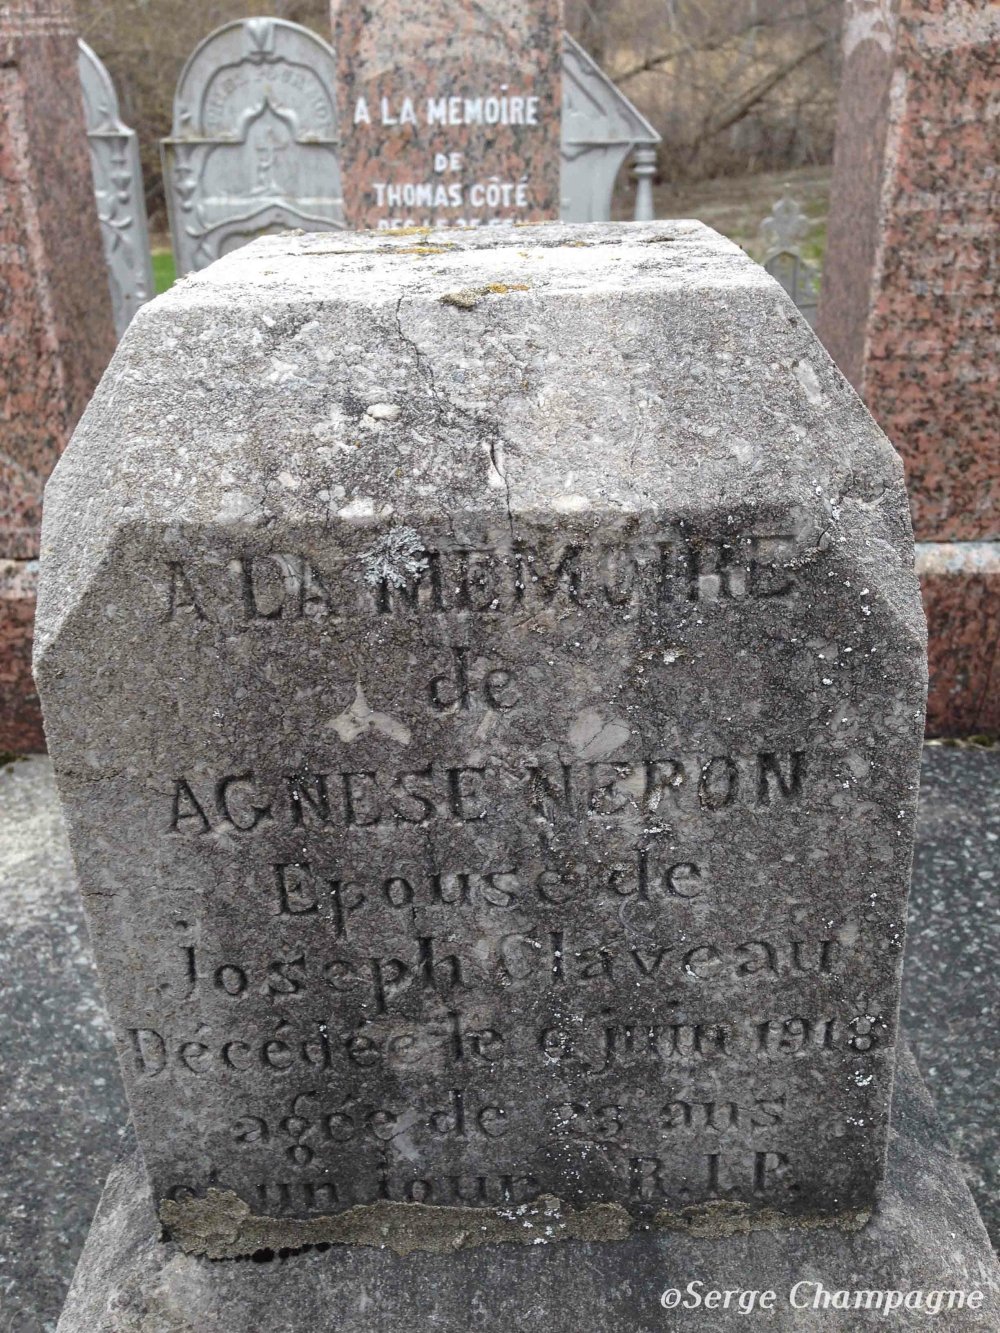 A LA MEMOIRE
DE
THOMAS CÔTÉ
A LA MEMOIRE
de
AGNESE NERON
Epouse de
Joseph Claveau
Décédée le 9 juin 1918
agée de 23 ans
et un jour R.I.P.
©Serge Champagne